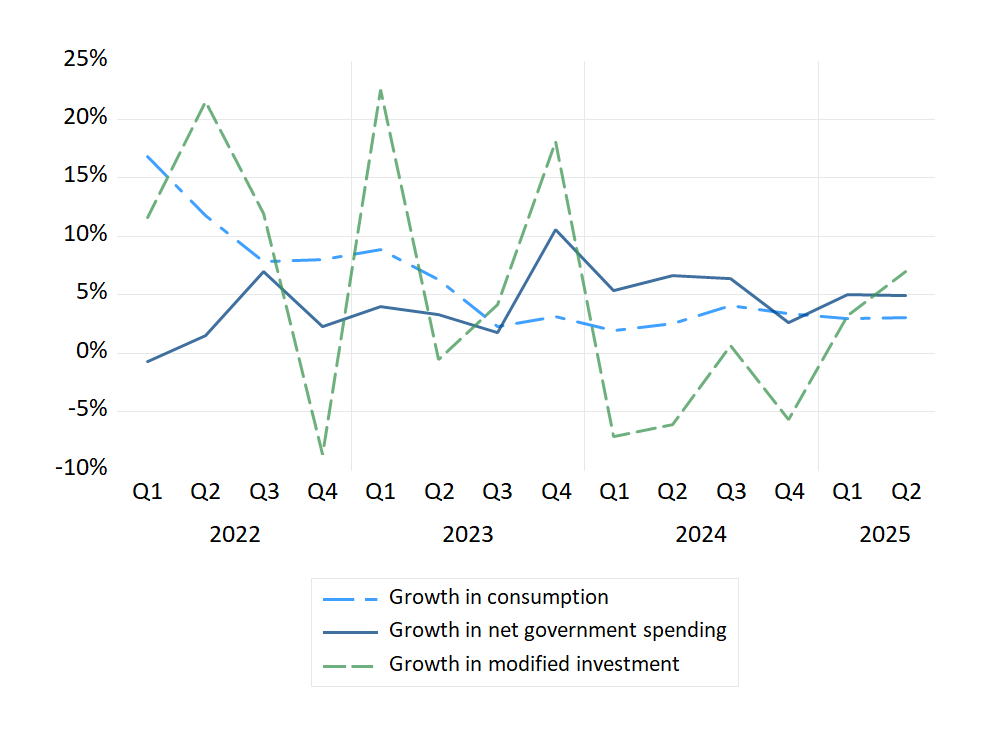 25%
20%
15%
10%
5%
0%
-5%
-10%
Q1 Q2 Q3 Q4 Q1 Q2 Q3 Q4 Q1 Q2 Q3 Q4 Q1 Q2
2022 2023 2024 2025
Growth in consumption
Growth in net government spending
Growth in modified investment